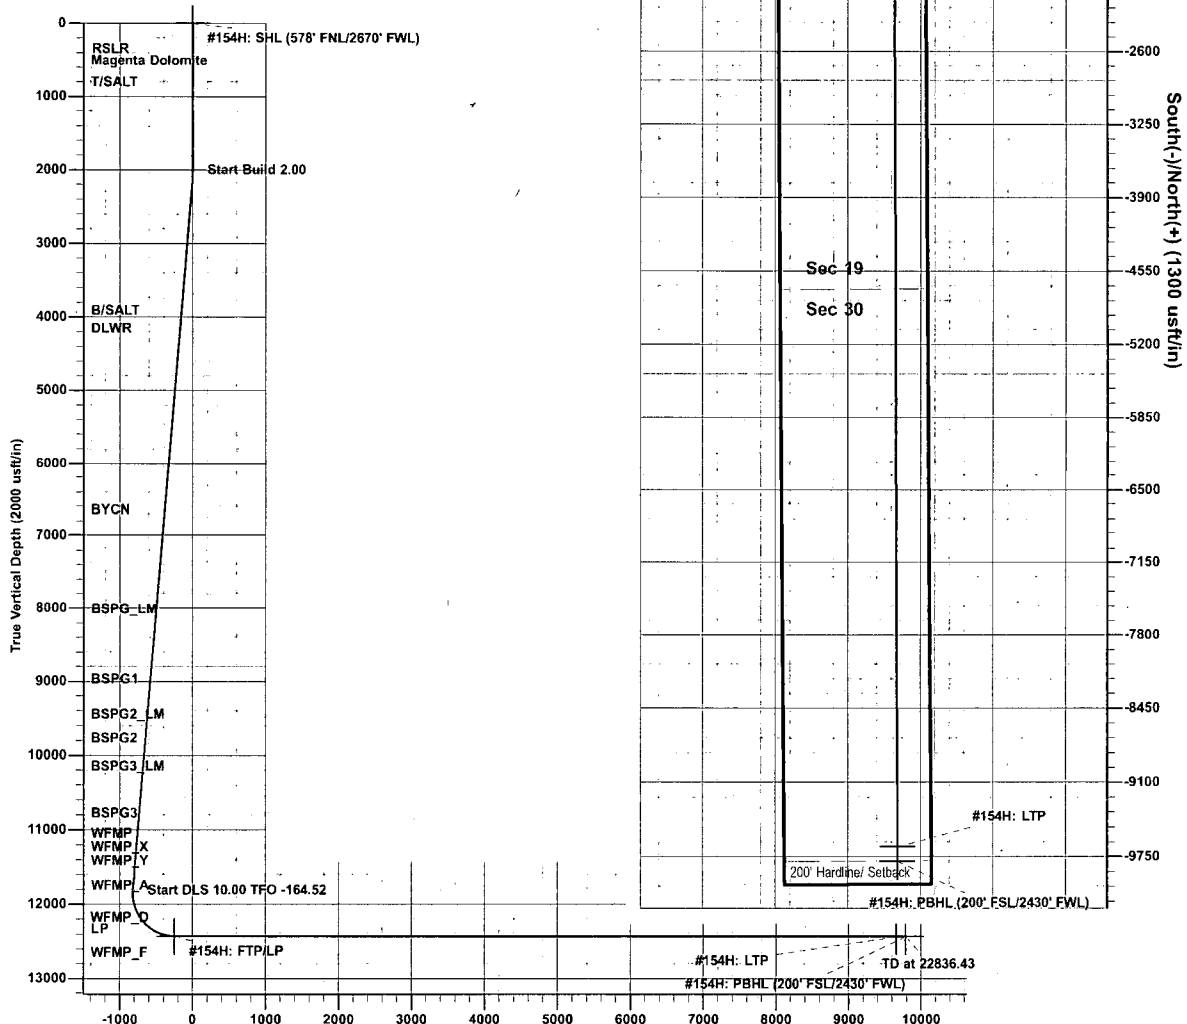 0
#154H: SHL (578' FNL/2670' FWL)
RSLR
Magenta Dolomite
T/SALT
1000
2000
Start Build 2.00
3000
B/SALT
4000
DLWR
5000
6000
BYCN
7000
BSPG_LM
8000
BSPG1
9000
BSPG2_LM
BSPG2
10000
BSPG3_LM
BSPG3
11000
WFMP
WFMP_X
WFMP_Y
WFMP_A
Start DLS 10.00 TFO -164.52
12000
WFMP_D
LP
#154H: FTP/LP
WFMP_F
13000
True Vertical Depth (2000 usft/in)
-1000
0
1000
2000
3000
4000
5000
6000
7000
8000
9000
10000
#154H: LTP
TD at 22836.43
#154H: PBHL (200' FSL/2430' FWL)
-2600
-3250
-3900
-4550
-5200
-5850
-6500
-7150
-7800
-8450
-9100
-9750
South(-)/North(+) (1300 usft/in)
Sec 19
Sec 30
#154H: LTP
200' Hardline/ Setback
#154H: PBHL (200' FSL/2430' FWL)